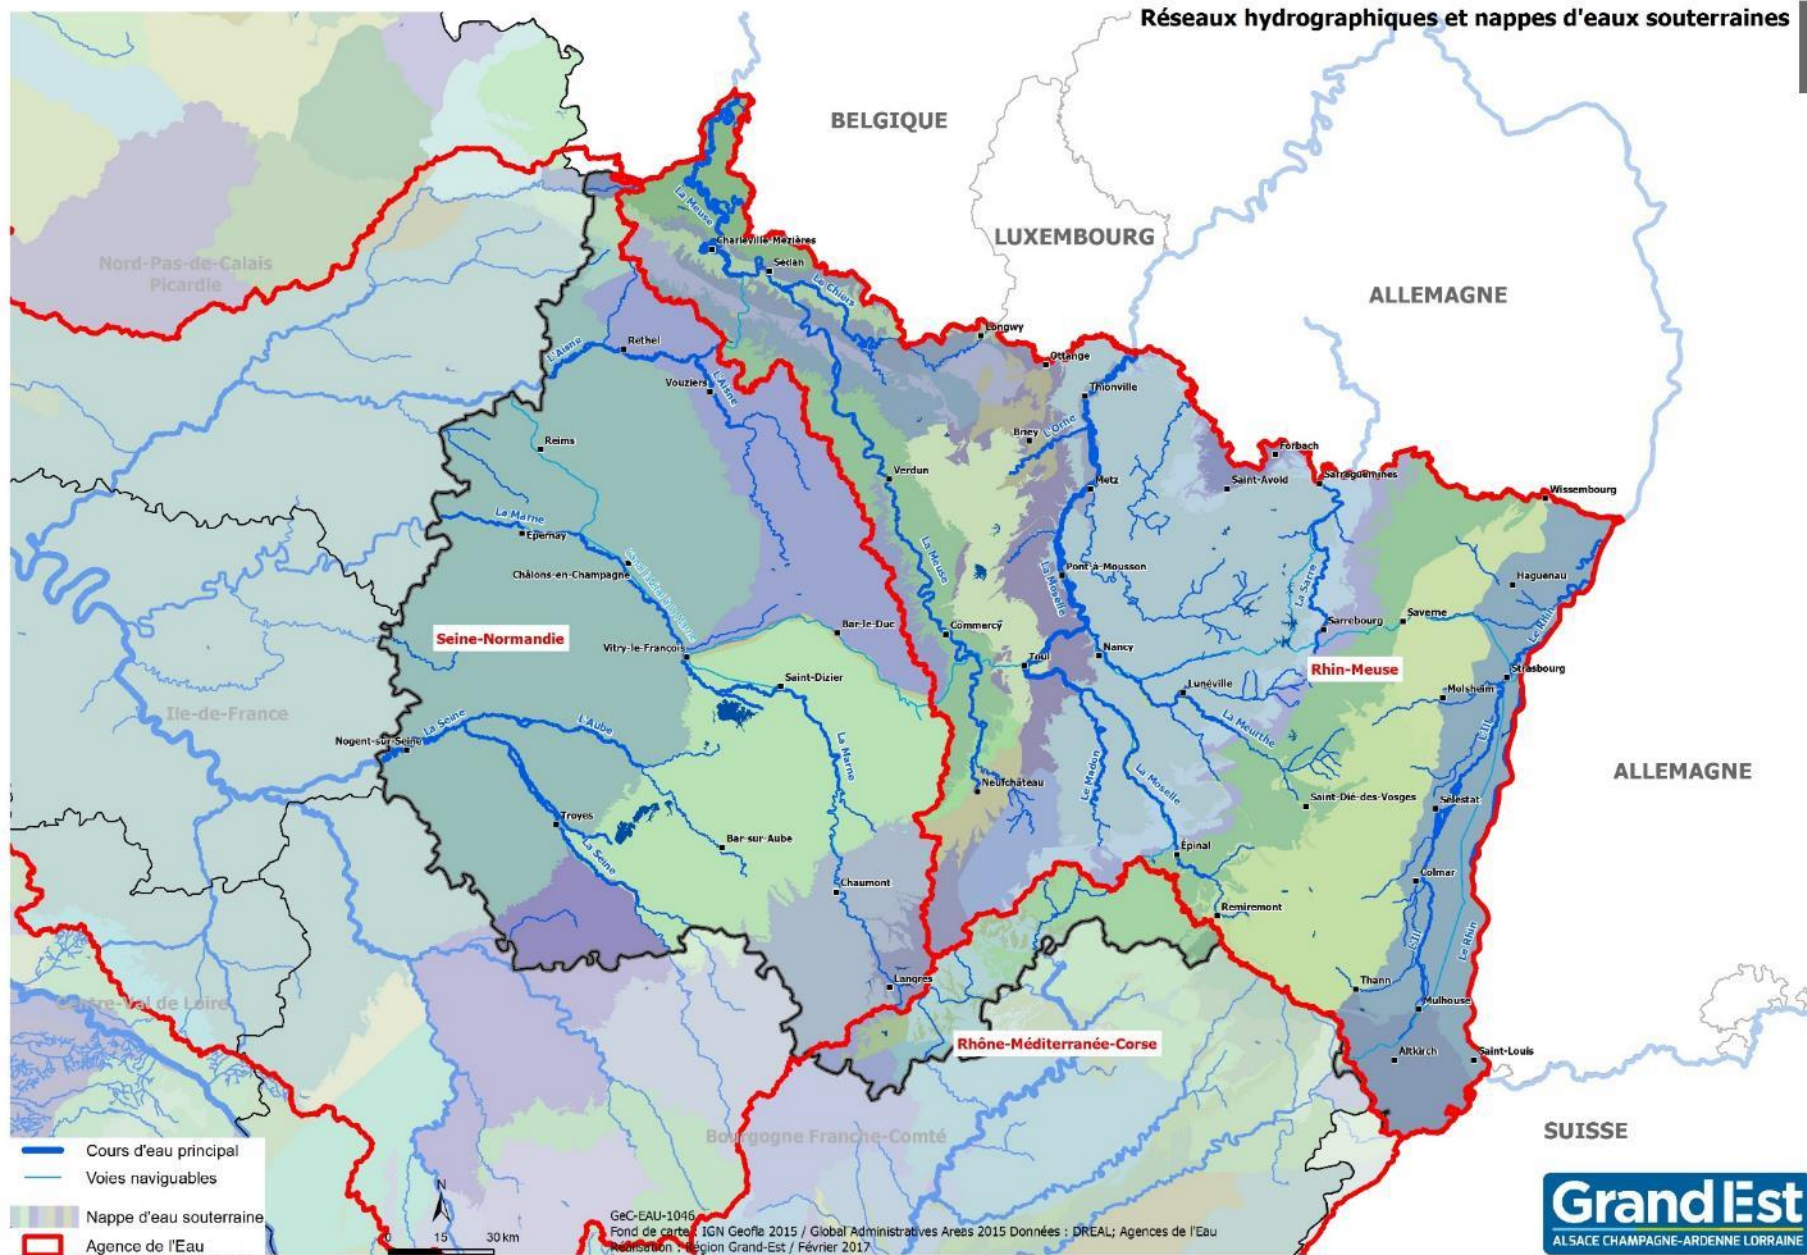 Réseaux hydrographiques et nappes d'eaux souterraines
BELGIQUE
LUXEMBOURG
ALLEMAGNE
Nord-Pas-de-Calais
Picardie
La Meuse
Charleville-Mézières
Sedan
Le Chiers
Longwy
Ottange
Thionville
L'Aisne
Rethel
Vouziers
L'Aisne
Reims
Briey
L'Orne
Verdun
Metz
Forbach
Saint-Avold
Sarreguemines
Wissembourg
La Marne
Epernay
Châlons-en-Champagne
Canal latéral à la Marne
La Meuse
Pont-à-Mousson
La Moselle
La Sarre
Haguenau
Le Rhin
Seine-Normandie
Vitry-le-François
Bar-le-Duc
Commercy
Toul
Nancy
Sarrebourg
Saverne
Rhin-Meuse
Strasbourg
Saint-Dizier
Lunéville
Molsheim
Ile-de-France
Nogent-sur-Seine
La Seine
L'Aube
La Marne
La Meurthe
L'Ill
ALLEMAGNE
Neufchâteau
Le Madon
La Moselle
Saint-Dié-des-Vosges
Sélestat
Troyes
La Seine
Bar-sur-Aube
Épinal
Chaumont
Colmar
Remiremont
L'Ill
Le Rhin
Langres
Thann
Mulhouse
Centre-Val de Loire
Rhône-Méditerranée-Corse
Altkirch
Saint-Louis
Bourgogne Franche-Comté
SUISSE
Cours d'eau principal
Voies naviguables
Nappe d'eau souterraine
Agence de l'Eau
N
0 15 30 km
GeC-EAU-1046
Fond de carte : IGN Geofla 2015 / Global Administratives Areas 2015 Données : DREAL; Agences de l'Eau
Réalisation : Région Grand-Est / Février 2017
Grand Est
ALSACE CHAMPAGNE-ARDENNE LORRAINE